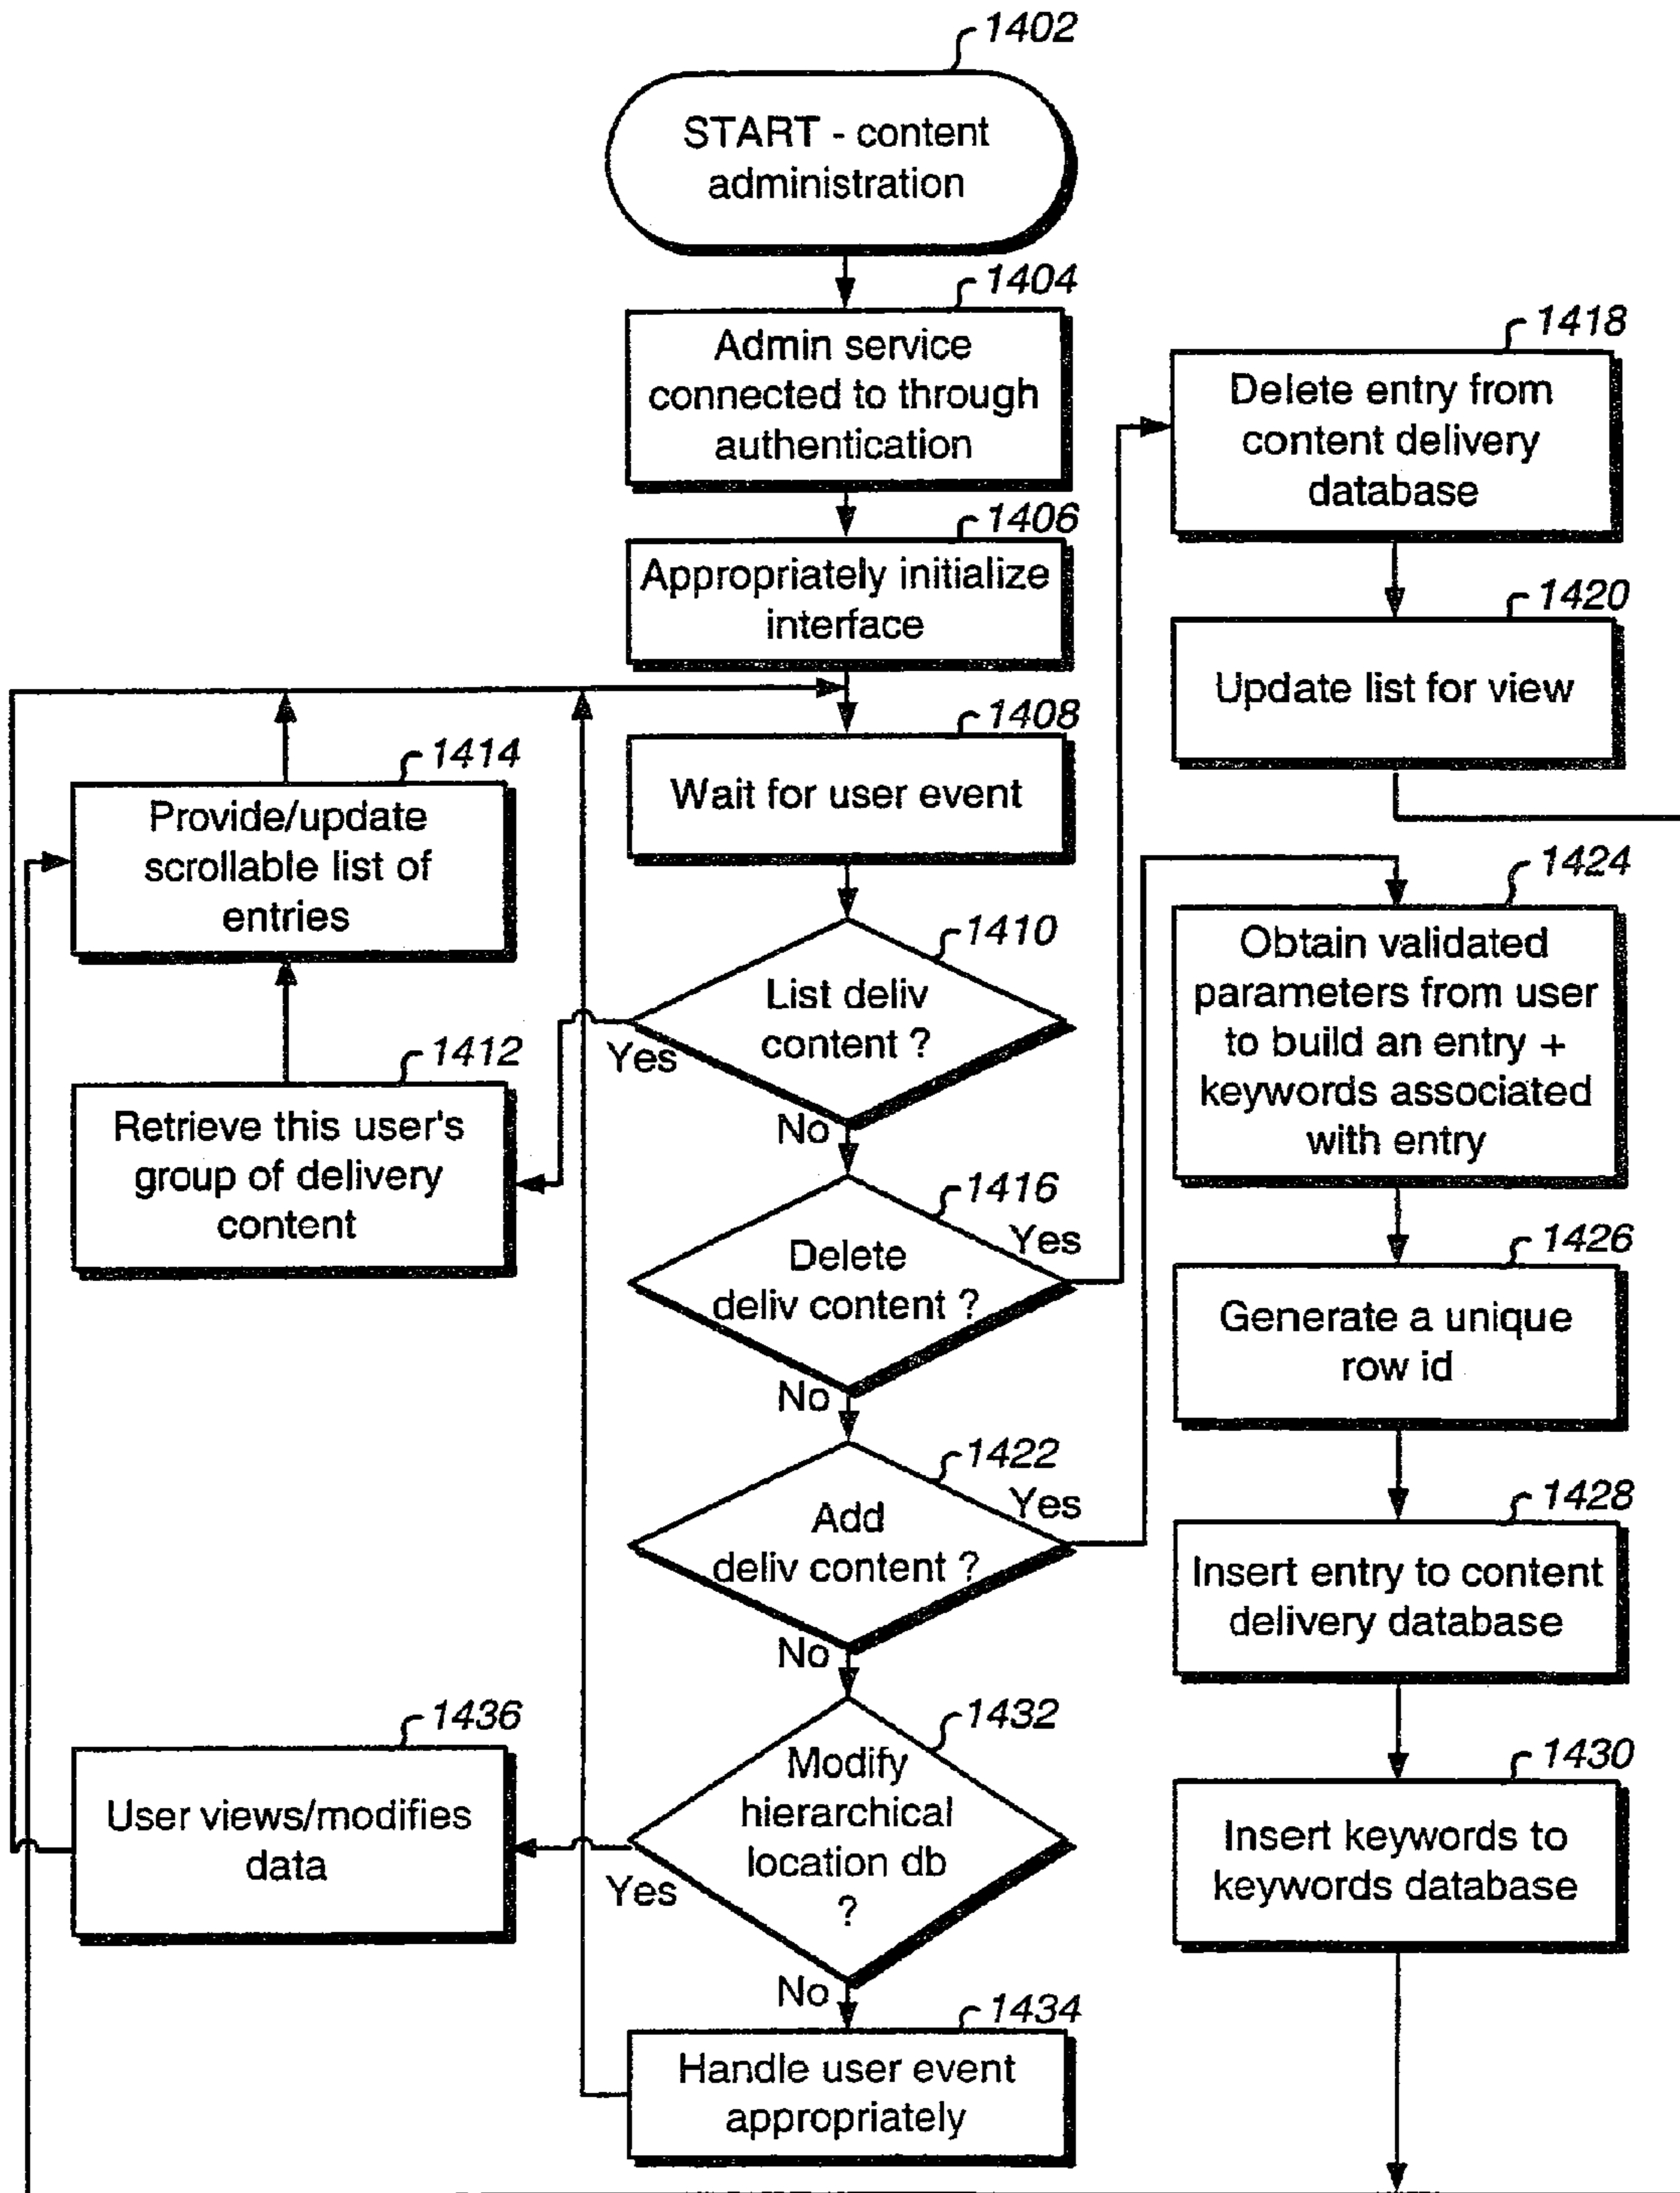 1402
START - content
administration
1404
Admin service
connected to through
authentication
1406
Appropriately initialize
interface
1408
Wait for user event
1410
List deliv
content ?
Yes
No
1412
Retrieve this user's
group of delivery
content
1414
Provide/update
scrollable list of
entries
1416
Delete
deliv content ?
Yes
No
1418
Delete entry from
content delivery
database
1420
Update list for view
1422
Add
deliv content ?
Yes
No
1424
Obtain validated
parameters from user
to build an entry +
keywords associated
with entry
1426
Generate a unique
row id
1428
Insert entry to content
delivery database
1430
Insert keywords to
keywords database
1432
Modify
hierarchical
location db
?
Yes
No
1434
Handle user event
appropriately
1436
User views/modifies
data